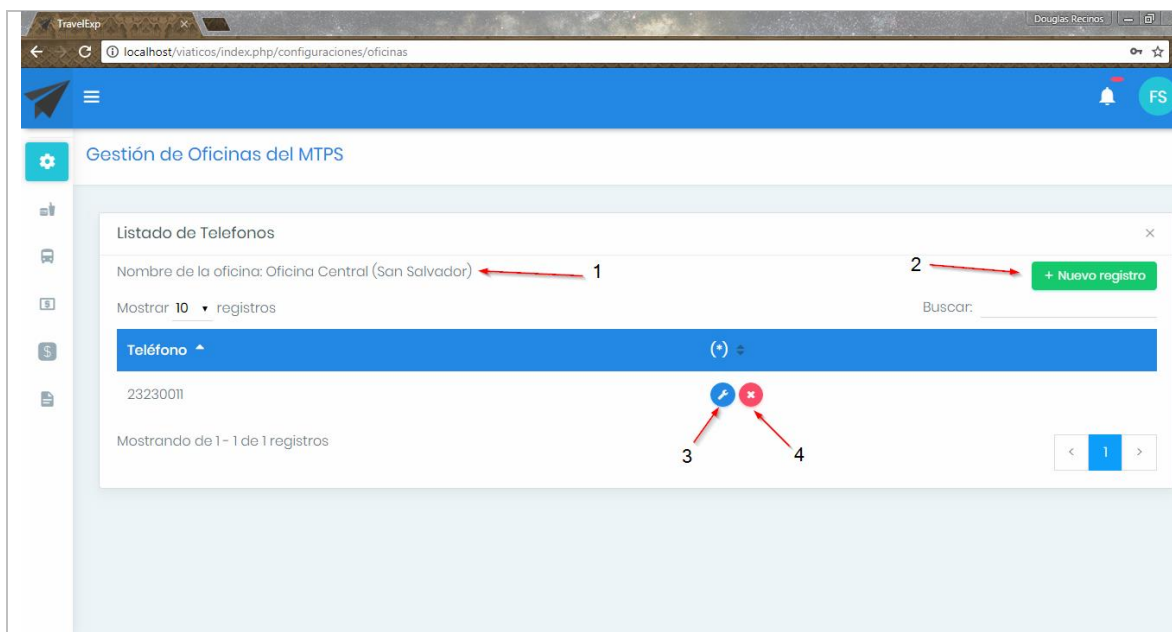 TravelExp
Douglas Recinos
localhost/viaticos/index.php/configuraciones/oficinas
FS
Gestión de Oficinas del MTPS
Listado de Telefonos
Nombre de la oficina: Oficina Central (San Salvador) 1 2 + Nuevo registro
Mostrar 10 registros Buscar:
Teléfono (*)
23230011
Mostrando de 1 - 1 de 1 registros 3 4 < 1 >